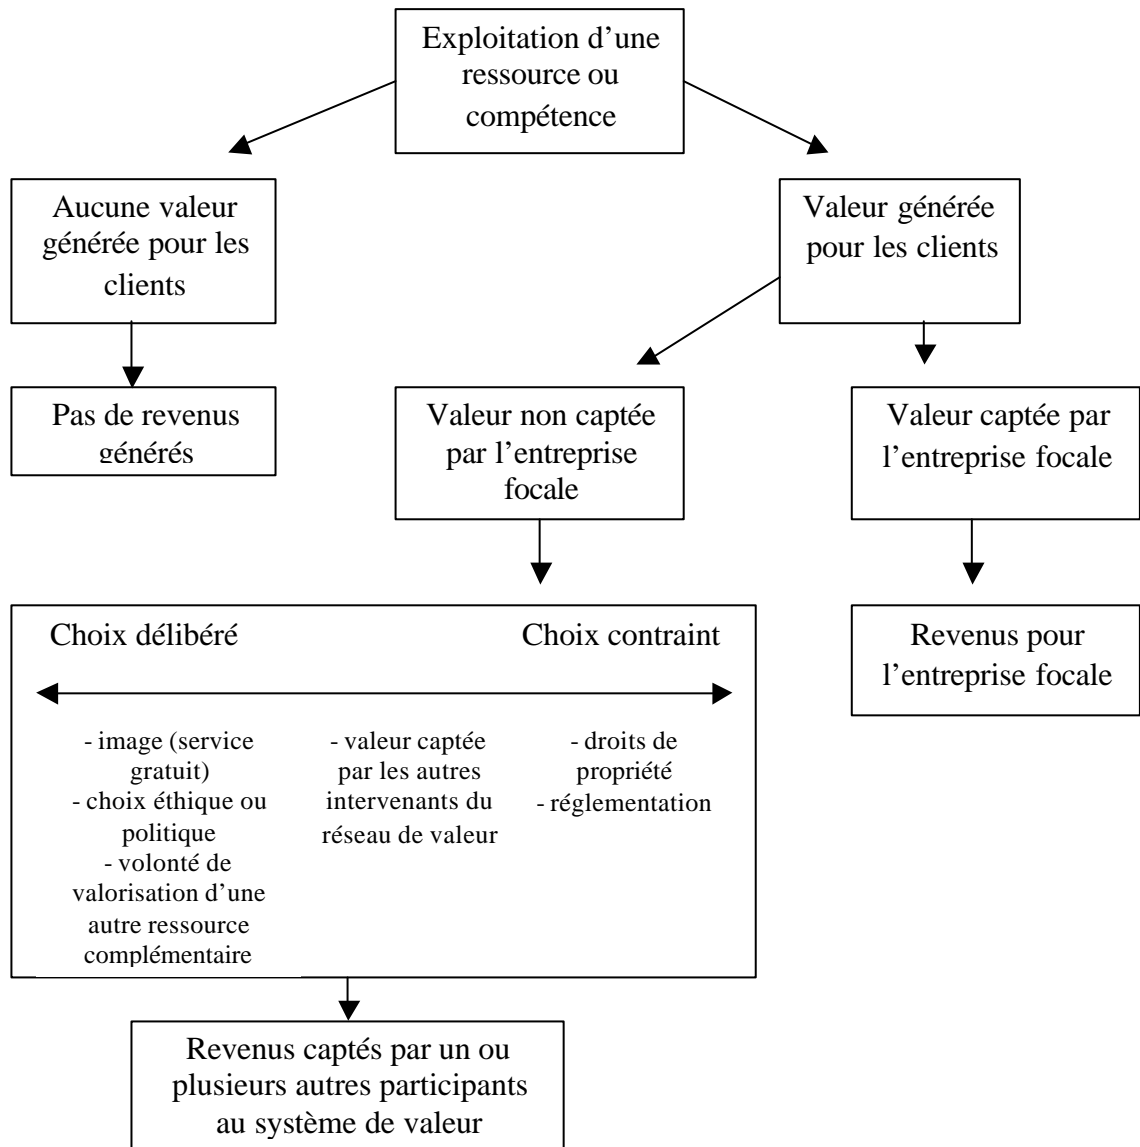 Exploitation d’une
ressource ou
compétence
Aucune valeur
générée pour les
clients
Valeur générée
pour les clients
Pas de revenus
générés
Valeur non captée
par l’entreprise
focale
Valeur captée par
l’entreprise focale
Choix délibéré
Choix contraint
- image (service
gratuit)
- choix éthique ou
politique
- volonté de
valorisation d’une
autre ressource
complémentaire
- valeur captée
par les autres
intervenants du
réseau de valeur
- droits de
propriété
- réglementation
Revenus pour
l’entreprise focale
Revenus captés par un ou
plusieurs autres participants
au système de valeur